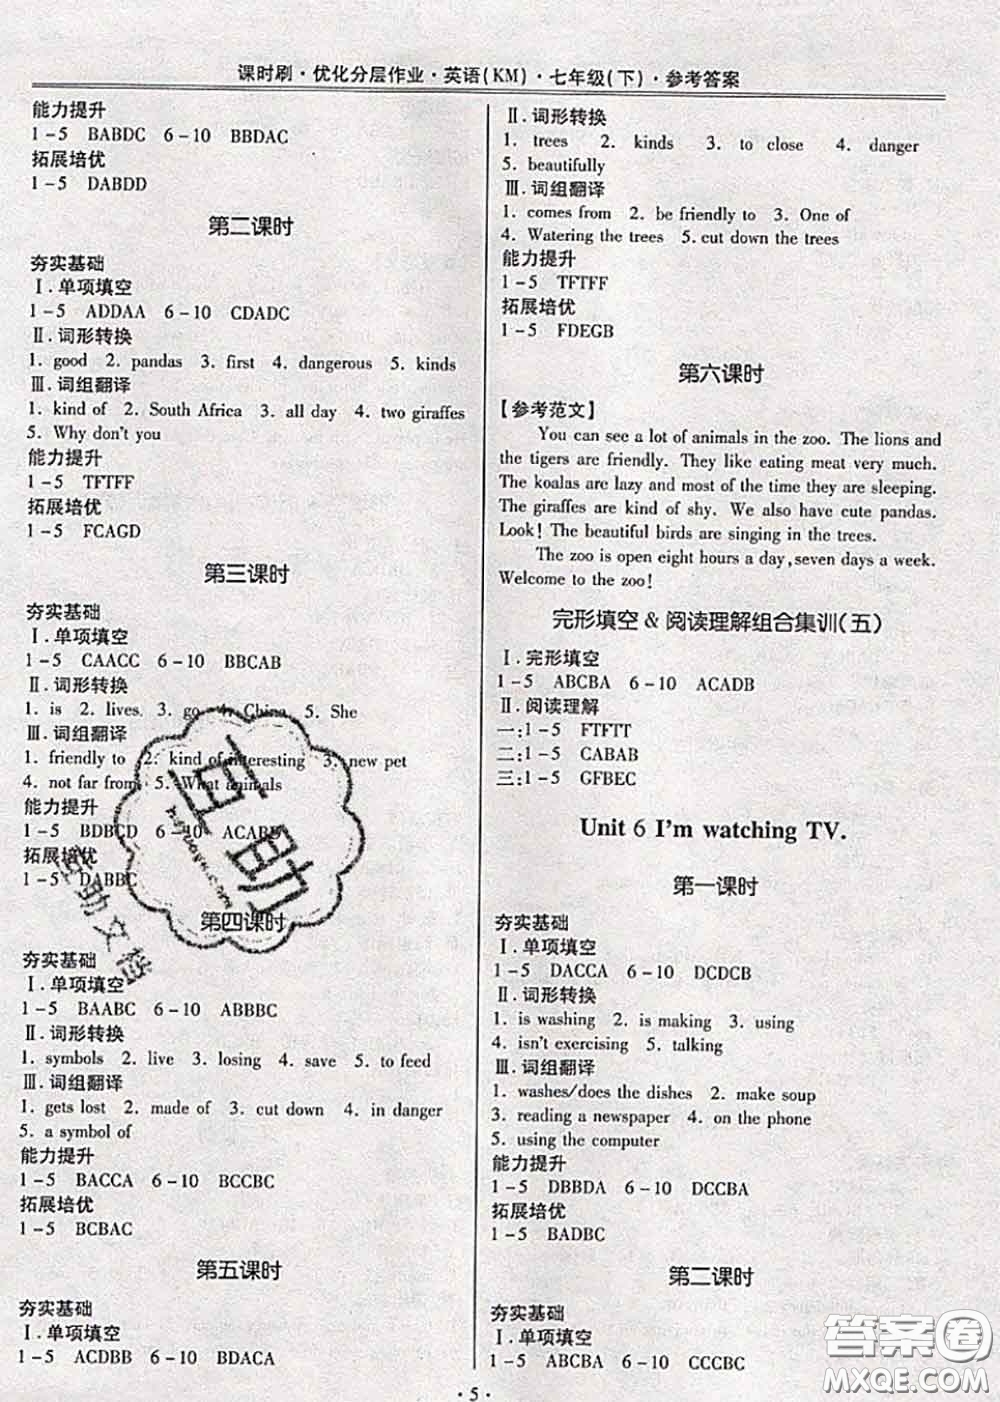 课时刷·优化分层作业·英语(KM)·七年级(下)·参考答案
能力提升
1-5 BABDC 6-10 BBDAC
拓展培优
1-5 DABDD
第二课时
夯实基础
Ⅰ.单项填空
1-5 ADDAA 6-10 CDADC
Ⅱ.词形转换
1. good 2. pandas 3. first 4. dangerous 5. kinds
Ⅲ.词组翻译
1. kind of 2. South Africa 3. all day 4. two giraffes
5. Why don't you
能力提升
1-5 TFTFF
拓展培优
1-5 FCAGD
第三课时
夯实基础
Ⅰ.单项填空
1-5 CAACC 6-10 BBCAB
Ⅱ.词形转换
1. is 2. lives 3. go 4. China 5. She
Ⅲ.词组翻译
1. friendly to 2. kind of interesting 3. new pet
4. not far from 5. What animals
能力提升
1-5 BDBCD 6-10
拓展培优
1-5 DABBC
第四课时
夯实基础
Ⅰ.单项填空
1-5 BAABC 6-10 ABBBC
Ⅱ.词形转换
1. symbols 2. live 3. losing 4. save 5. to feed
Ⅲ.词组翻译
1. gets lost 2. made of 3. cut down 4. in danger
5. a symbol of
能力提升
1-5 BACCA 6-10 BCCBC
拓展培优
1-5 BCBAC
第五课时
夯实基础
Ⅰ.单项填空
1-5 ACDBB 6-10 BDACA
Ⅱ.词形转换
1. trees 2. kinds 3. to close 4. danger
5. beautifully
Ⅲ.词组翻译
1. comes from 2. be friendly to 3. One of
4. Watering the trees 5. cut down the trees
能力提升
1-5 TFTFF
拓展培优
1-5 FDEGB
第六课时
【参考范文】
You can see a lot of animals in the zoo. The lions and
the tigers are friendly. They like eating meat very much.
The koalas are lazy and most of the time they are sleeping.
The giraffes are kind of shy. We also have cute pandas.
Look! The beautiful birds are singing in the trees.
The zoo is open eight hours a day, seven days a week.
Welcome to the zoo!
完形填空&阅读理解组合集训(五)
Ⅰ.完形填空
1-5 ABCBA 6-10 ACADB
Ⅱ.阅读理解
一:1-5 FTFTT
二:1-5 CABAB
三:1-5 GFBEC
Unit 6 I'm watching TV.
第一课时
夯实基础
Ⅰ.单项填空
1-5 DACCA 6-10 DCDCB
Ⅱ.词形转换
1. is washing 2. is making 3. using
4. isn't exercising 5. talking
Ⅲ.词组翻译
1. washes/does the dishes 2. make soup
3. reading a newspaper 4. on the phone
5. using the computer
能力提升
1-5 DBBDA 6-10 DCCBA
拓展培优
1-5 BADBC
第二课时
夯实基础
Ⅰ.单项填空
1-5 ABCBA 6-10 CCCBC
·5·
互助
互助文档
答案圈
MXQE.COM